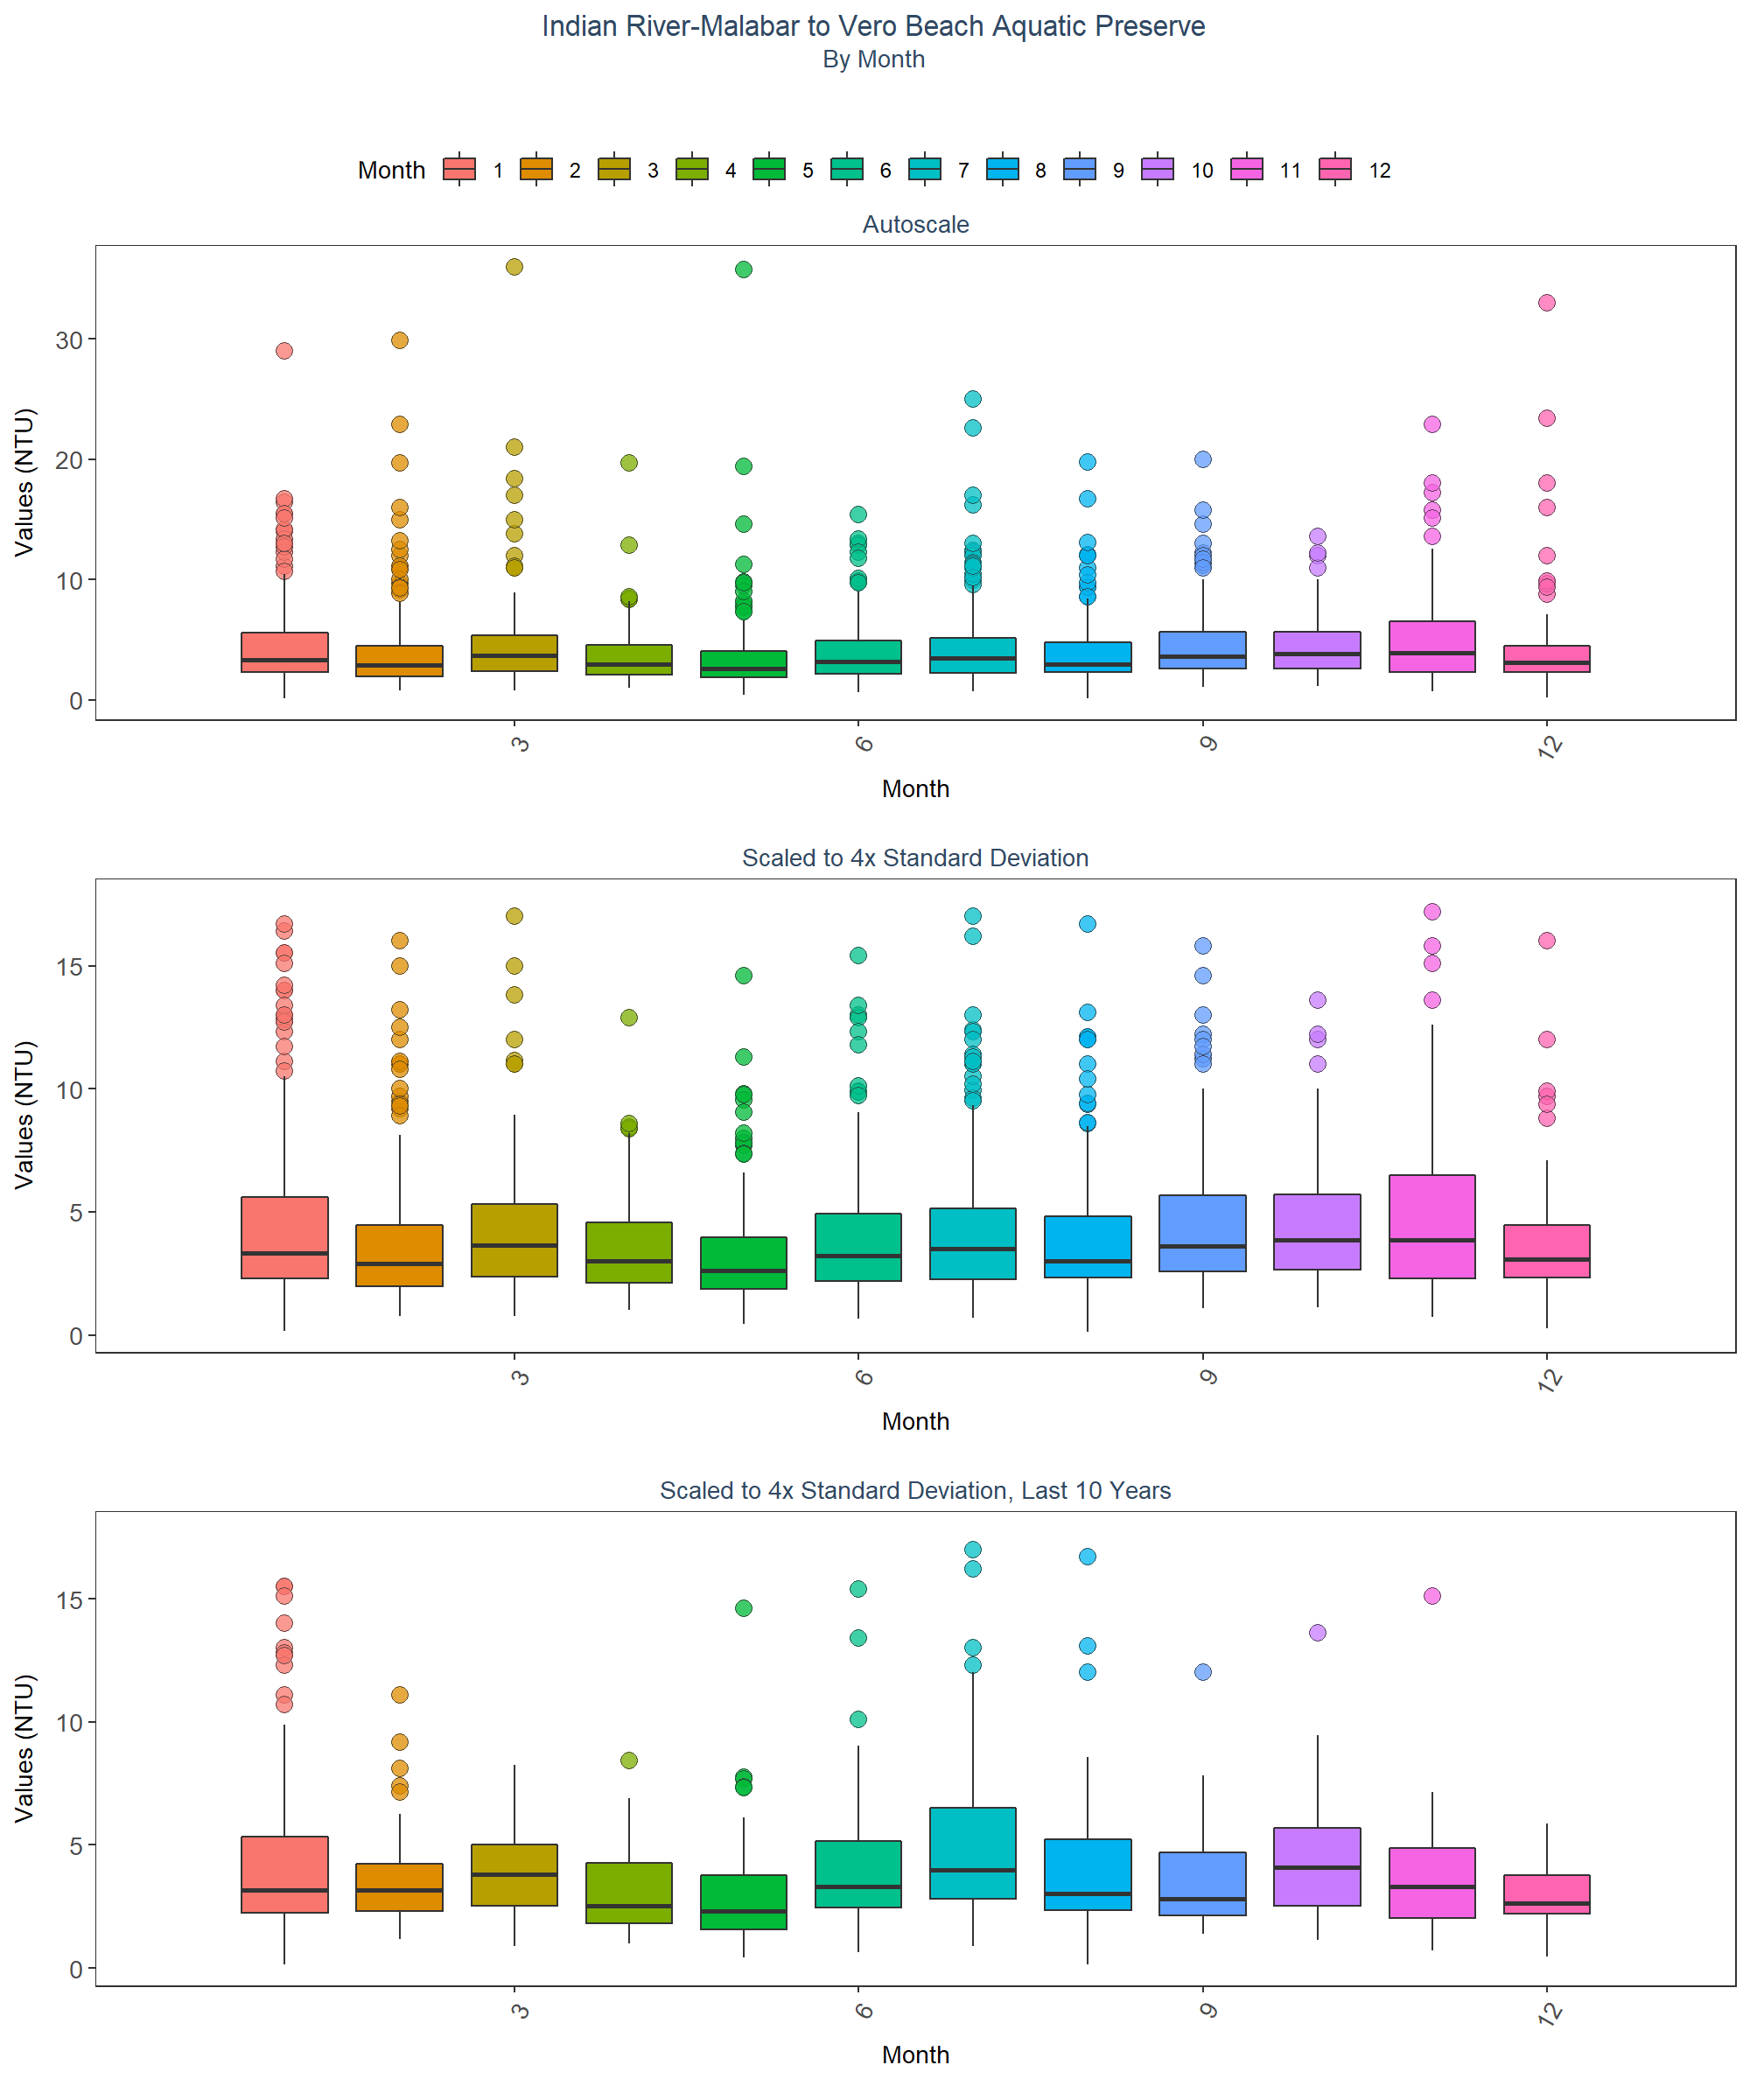 Indian River-Malabar to Vero Beach Aquatic Preserve
By Month
Month 1 2 3 4 5 6 7 8 9 10 11 12
Autoscale
Values (NTU)
30
20
10
0
3 6 9 12
Month
Scaled to 4x Standard Deviation
Values (NTU)
15
10
5
0
3 6 9 12
Month
Scaled to 4x Standard Deviation, Last 10 Years
Values (NTU)
15
10
5
0
3 6 9 12
Month